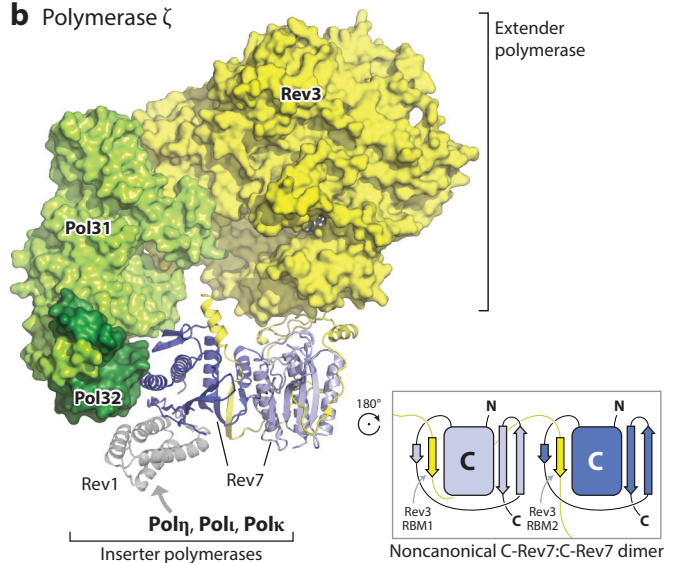 b Polymerase ζ
Extender
polymerase
Rev3
Pol31
Pol32
Rev1
Rev7
Polη, Polι, Polκ
Inserter polymerases
180°
N
N
C
C
Rev3
RBM1
C
Rev3
RBM2
C
Noncanonical C-Rev7:C-Rev7 dimer